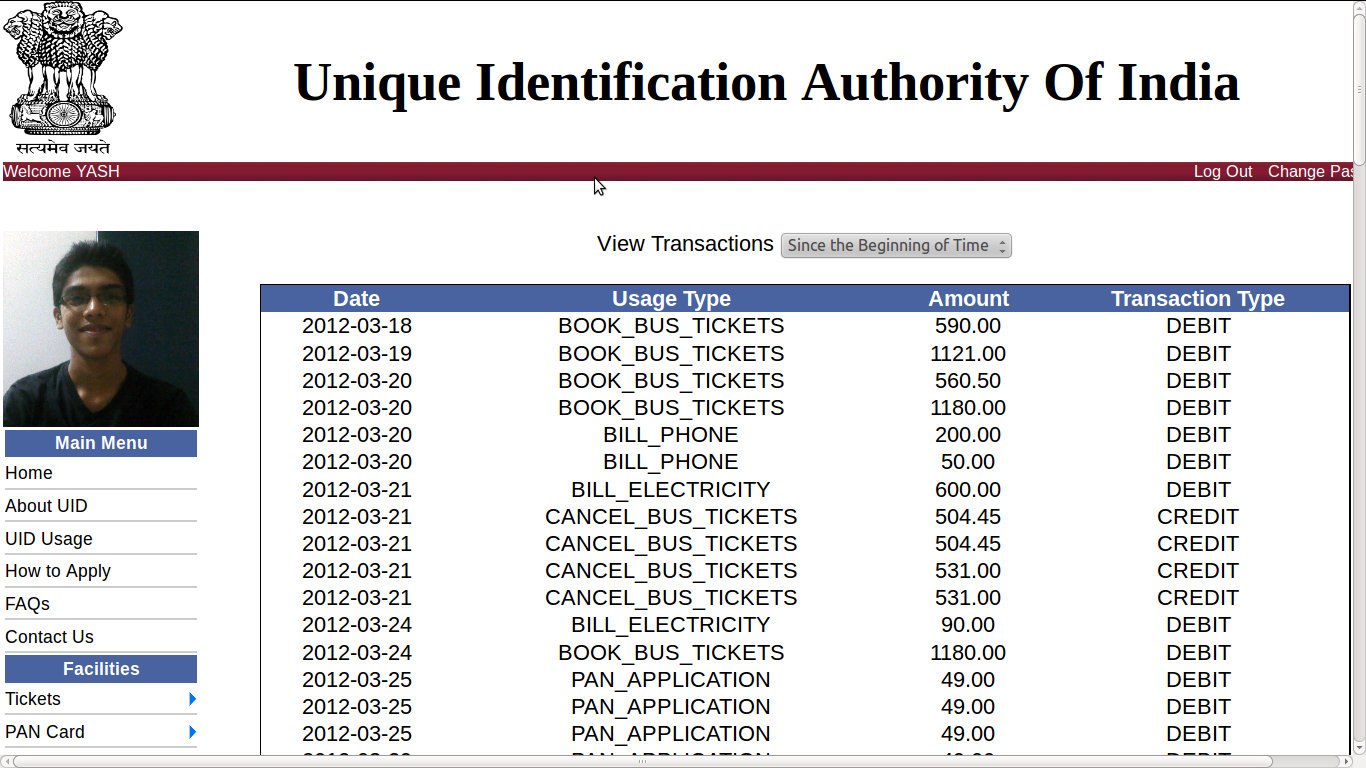 Unique Identification Authority Of India
सत्यमेव जयते
Welcome YASH Log Out Change Pas
View Transactions Since the Beginning of Time
Date Usage Type Amount Transaction Type
2012-03-18 BOOK_BUS_TICKETS 590.00 DEBIT
2012-03-19 BOOK_BUS_TICKETS 1121.00 DEBIT
2012-03-20 BOOK_BUS_TICKETS 560.50 DEBIT
2012-03-20 BOOK_BUS_TICKETS 1180.00 DEBIT
2012-03-20 BILL_PHONE 200.00 DEBIT
2012-03-20 BILL_PHONE 50.00 DEBIT
2012-03-21 BILL_ELECTRICITY 600.00 DEBIT
2012-03-21 CANCEL_BUS_TICKETS 504.45 CREDIT
2012-03-21 CANCEL_BUS_TICKETS 504.45 CREDIT
2012-03-21 CANCEL_BUS_TICKETS 531.00 CREDIT
2012-03-21 CANCEL_BUS_TICKETS 531.00 CREDIT
2012-03-24 BILL_ELECTRICITY 90.00 DEBIT
2012-03-24 BOOK_BUS_TICKETS 1180.00 DEBIT
2012-03-25 PAN_APPLICATION 49.00 DEBIT
2012-03-25 PAN_APPLICATION 49.00 DEBIT
2012-03-25 PAN_APPLICATION 49.00 DEBIT
PAN_APPLICATION DEBIT
Main Menu
Home
About UID
UID Usage
How to Apply
FAQs
Contact Us
Facilities
Tickets
PAN Card